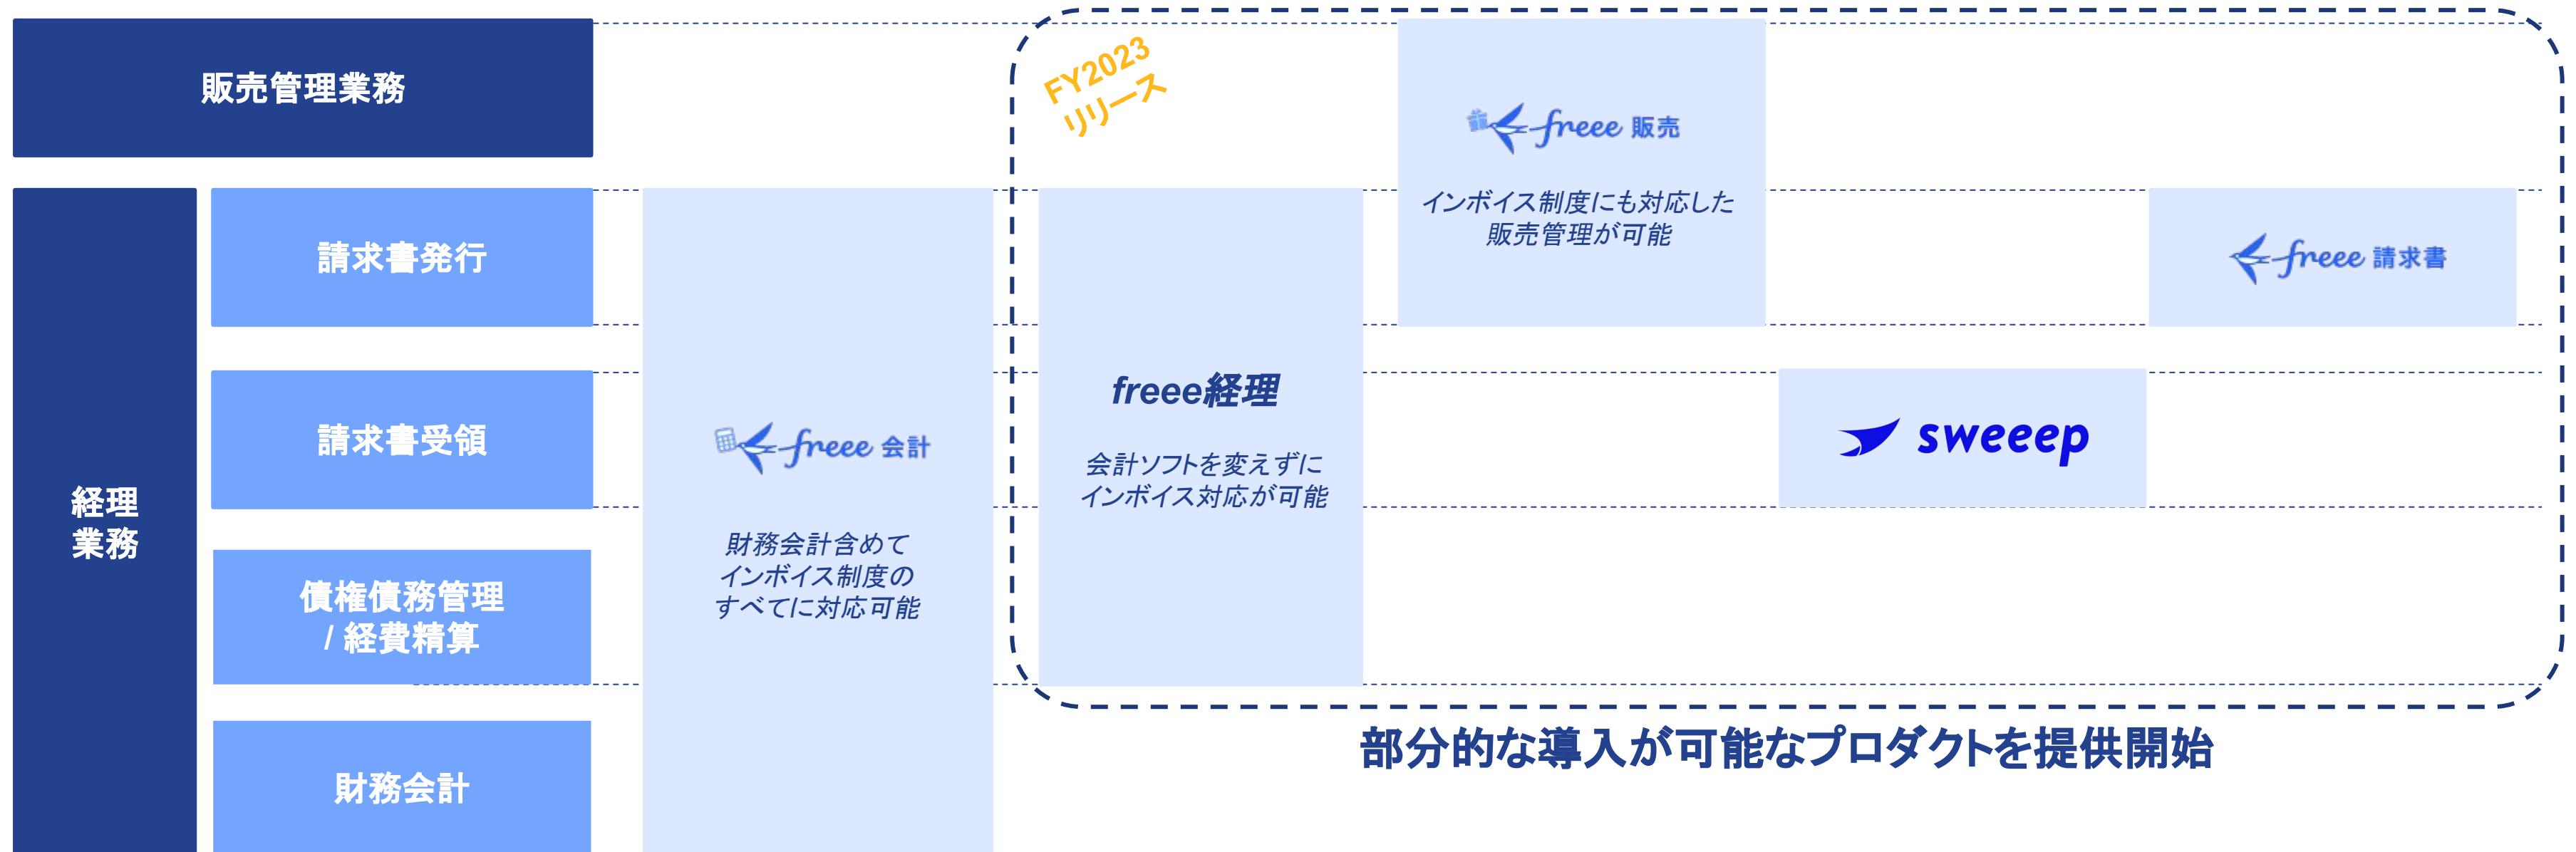 販売管理業務
経理
業務
請求書発行
請求書受領
債権債務管理
/ 経費精算
財務会計
freee 会計
財務会計含めて
インボイス制度の
すべてに対応可能
FY2023
リリース
freee経理
会計ソフトを変えずに
インボイス対応が可能
freee 販売
インボイス制度にも対応した
販売管理が可能
sweeep
freee 請求書
部分的な導入が可能なプロダクトを提供開始